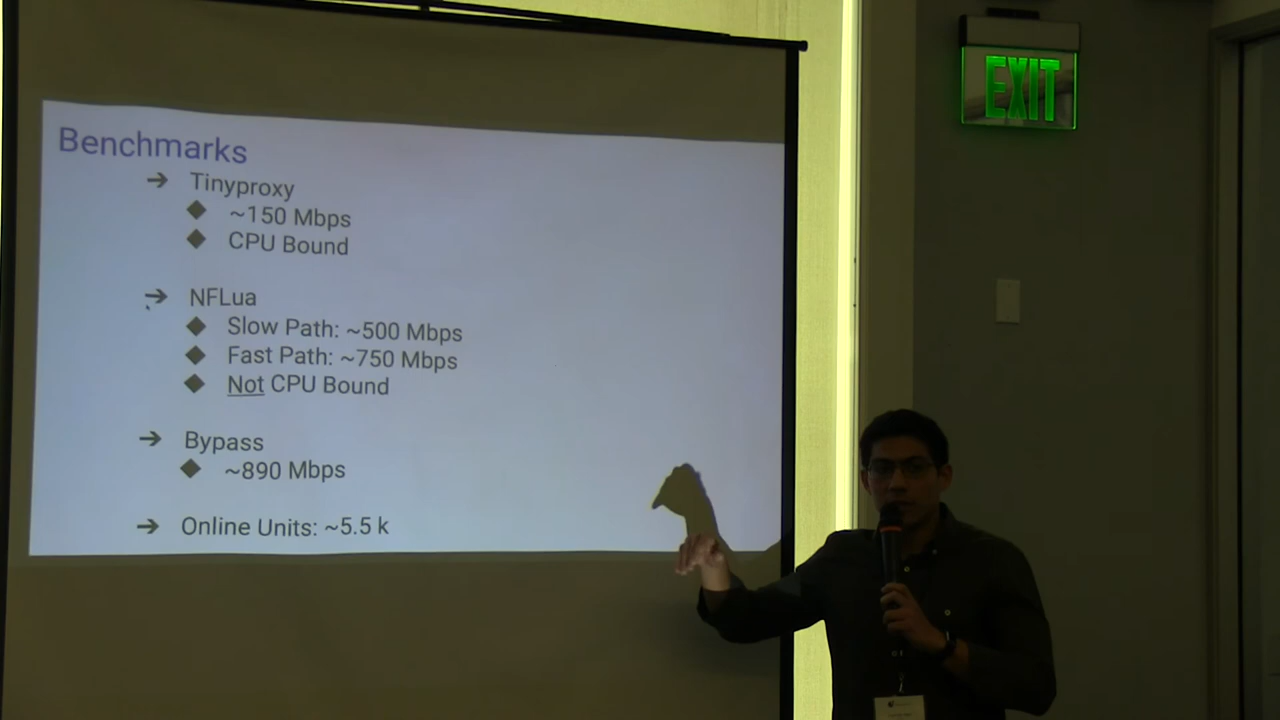 Benchmarks
➔ Tinyproxy
◆ ~150 Mbps
◆ CPU Bound
➔ NFLua
◆ Slow Path: ~500 Mbps
◆ Fast Path: ~750 Mbps
◆ Not CPU Bound
➔ Bypass
◆ ~890 Mbps
➔ Online Units: ~5.5 k
EXIT